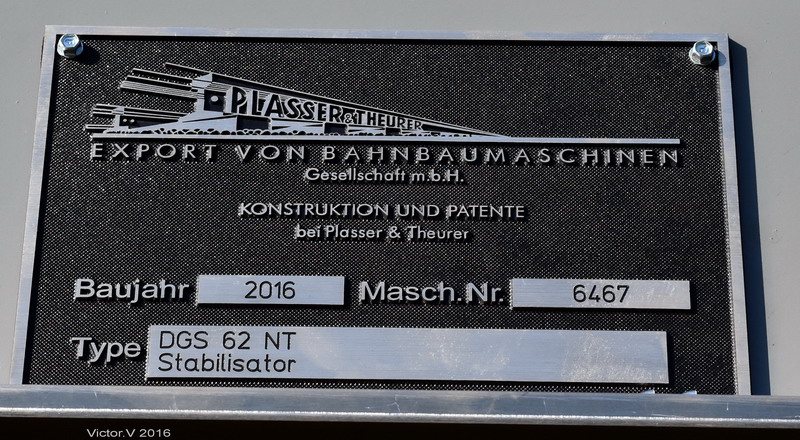 PLASSER & THEURER
EXPORT VON BAHNBAUMASCHINEN
Gesellschaft m.b.H.
KONSTRUKTION UND PATENTE
bei Plasser & Theurer
Baujahr 2016 Masch.Nr. 6467
Type DGS 62 NT
Stabilisator
Victor.V 2016